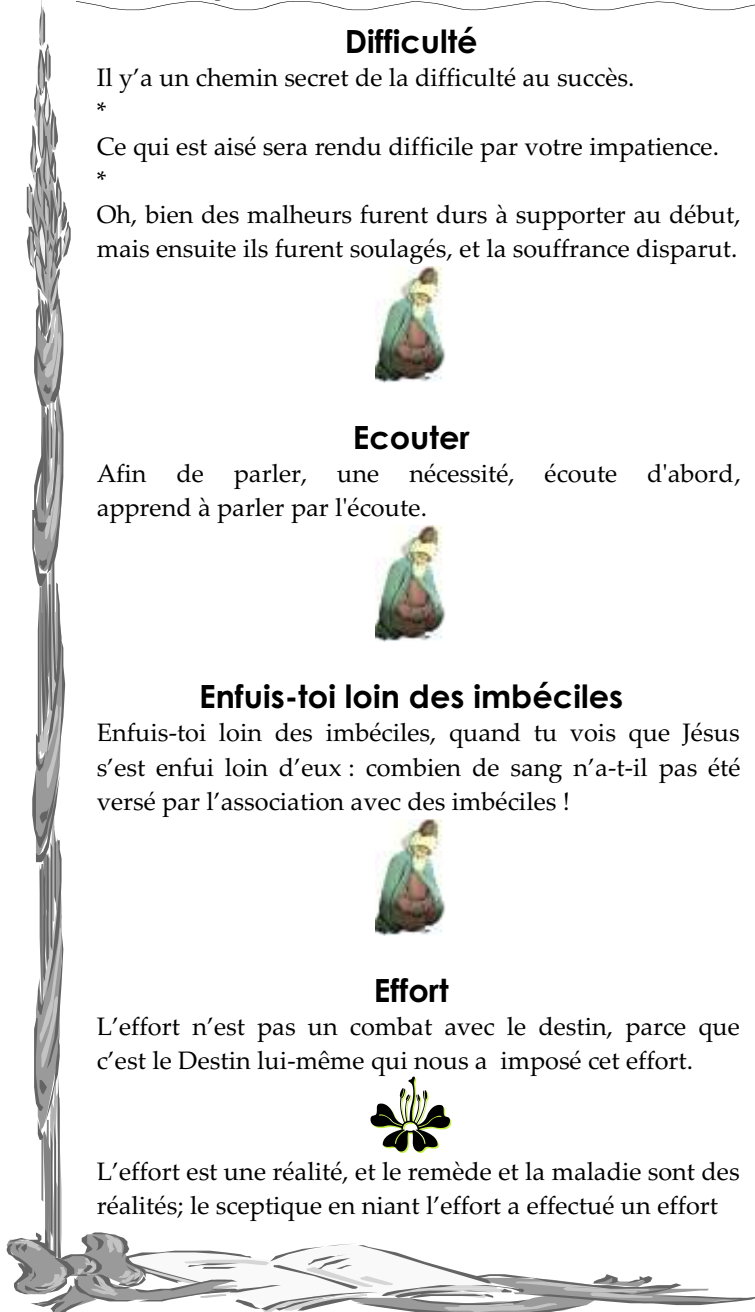 Difficulté
Il y’a un chemin secret de la difficulté au succès.
*
Ce qui est aisé sera rendu difficile par votre impatience.
*
Oh, bien des malheurs furent durs à supporter au début,
mais ensuite ils furent soulagés, et la souffrance disparut.
Ecouter
Afin de parler, une nécessité, écoute d'abord,
apprend à parler par l'écoute.
Enfuis-toi loin des imbéciles
Enfuis-toi loin des imbéciles, quand tu vois que Jésus
s’est enfui loin d’eux : combien de sang n’a-t-il pas été
versé par l’association avec des imbéciles !
Effort
L’effort n’est pas un combat avec le destin, parce que
c’est le Destin lui-même qui nous a imposé cet effort.
L’effort est une réalité, et le remède et la maladie sont des
réalités; le sceptique en niant l’effort a effectué un effort